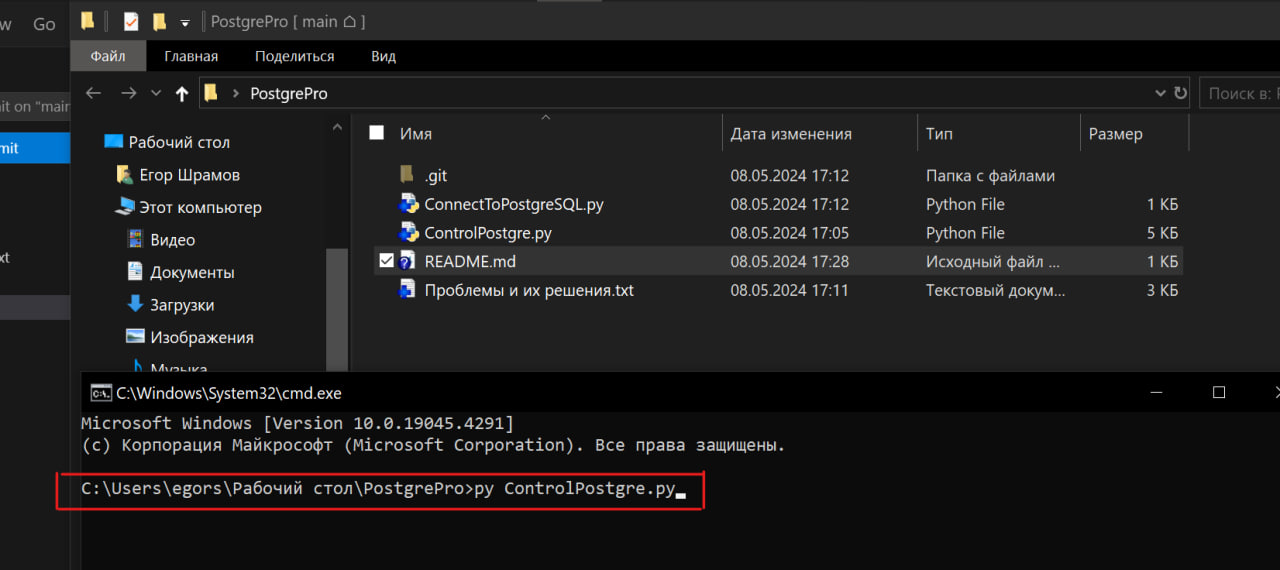 w Go
PostgrePro [ main ]
Файл Главная Поделиться Вид
PostgrePro
Поиск в:
it on "main
mit
xt
Рабочий стол
Егор Шрамов
Этот компьютер
Видео
Документы
Загрузки
Изображения
Музыка
Имя Дата изменения Тип Размер
.git 08.05.2024 17:12 Папка с файлами
ConnectToPostgreSQL.py 08.05.2024 17:12 Python File 1 КБ
ControlPostgre.py 08.05.2024 17:05 Python File 5 КБ
README.md 08.05.2024 17:28 Исходный файл ... 1 КБ
Проблемы и их решения.txt 08.05.2024 17:11 Текстовый докум... 3 КБ
C:\Windows\System32\cmd.exe
Microsoft Windows [Version 10.0.19045.4291]
(c) Корпорация Майкрософт (Microsoft Corporation). Все права защищены.
C:\Users\egors\Рабочий стол\PostgrePro>py ControlPostgre.py